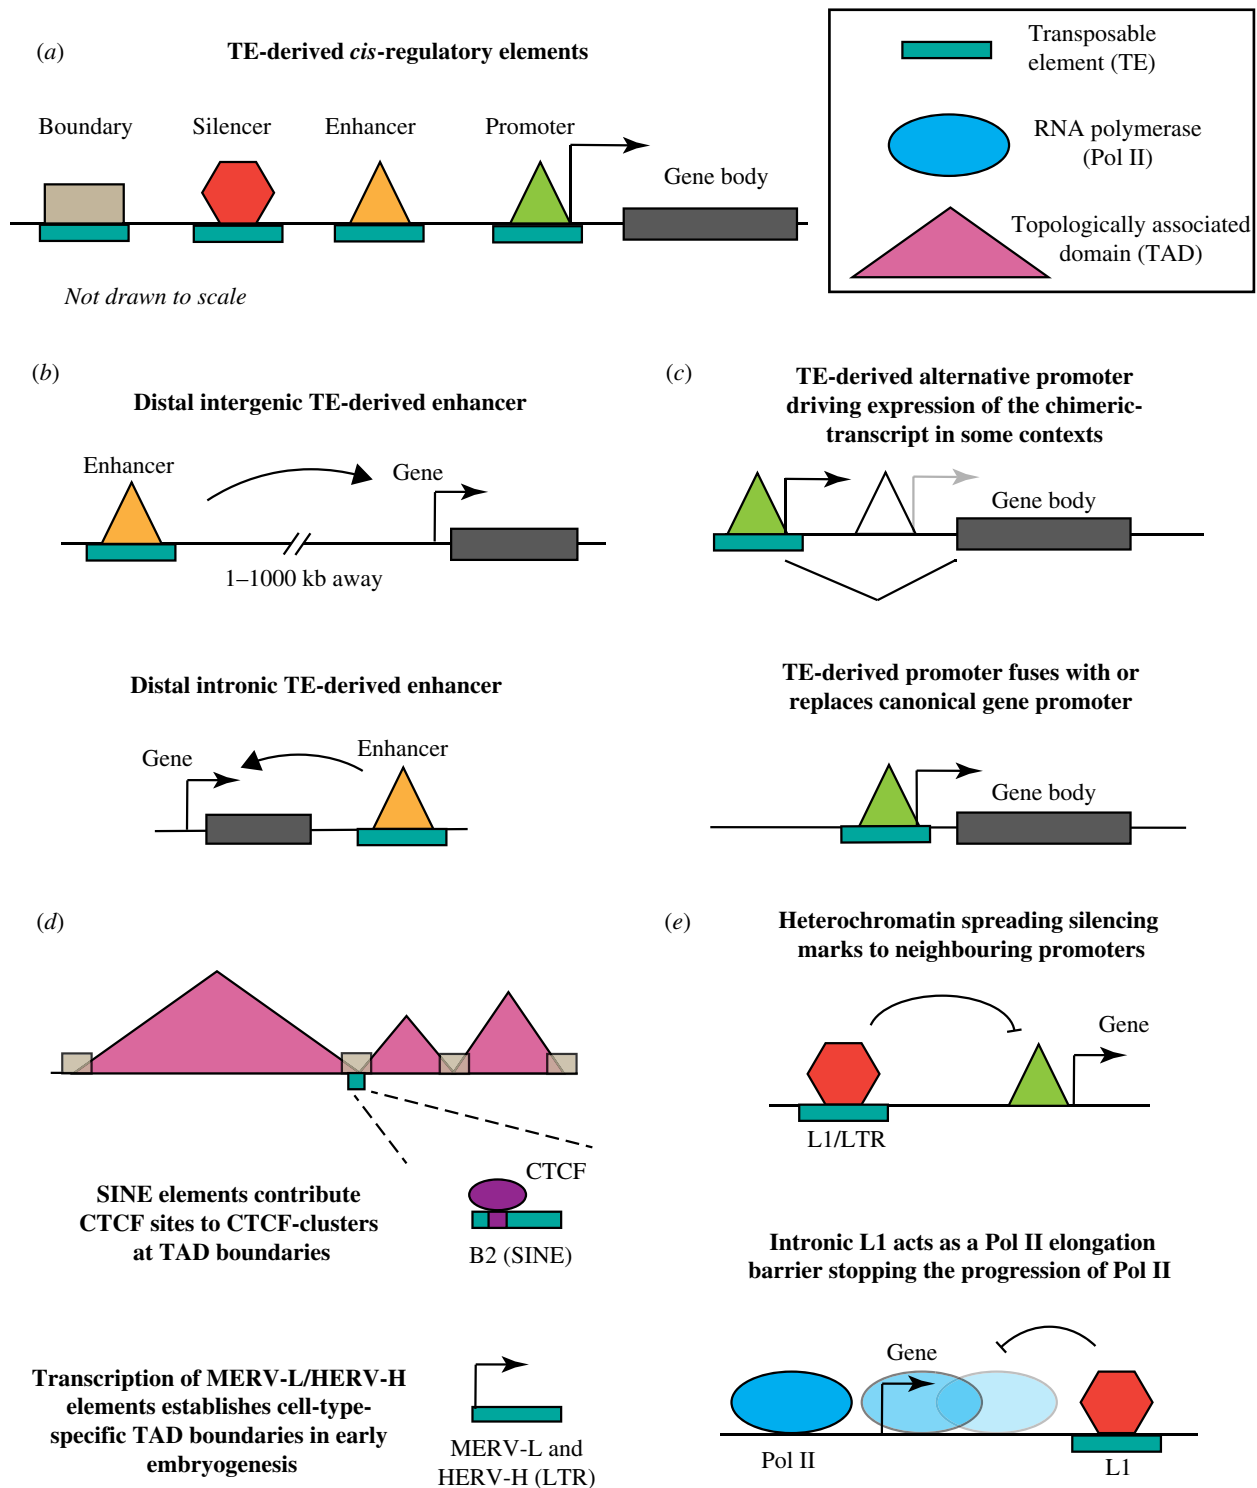 (a)
TE-derived cis-regulatory elements
Boundary
Silencer
Enhancer
Promoter
Gene body
Not drawn to scale
Transposable
element (TE)
RNA polymerase
(Pol II)
Topologically associated
domain (TAD)
(b)
Distal intergenic TE-derived enhancer
Enhancer
Gene
1–1000 kb away
Distal intronic TE-derived enhancer
Gene
Enhancer
(c)
TE-derived alternative promoter
driving expression of the chimeric-
transcript in some contexts
Gene body
TE-derived promoter fuses with or
replaces canonical gene promoter
Gene body
(d)
SINE elements contribute
CTCF sites to CTCF-clusters
at TAD boundaries
CTCF
B2 (SINE)
Transcription of MERV-L/HERV-H
elements establishes cell-type-
specific TAD boundaries in early
embryogenesis
MERV-L and
HERV-H (LTR)
(e)
Heterochromatin spreading silencing
marks to neighbouring promoters
Gene
L1/LTR
Intronic L1 acts as a Pol II elongation
barrier stopping the progression of Pol II
Gene
Pol II
L1